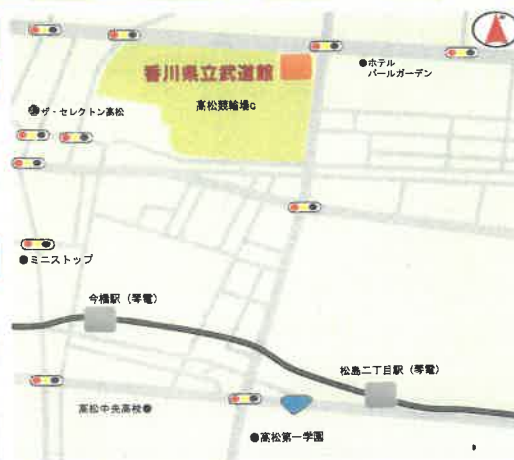 香川県立武道館
●ホテル
パールガーデン
高松競輪場c
●ザ・セレクトン高松
●ミニストップ
今橋駅（琴電）
松島二丁目駅（琴電）
高松中央高校●
●高松第一学園